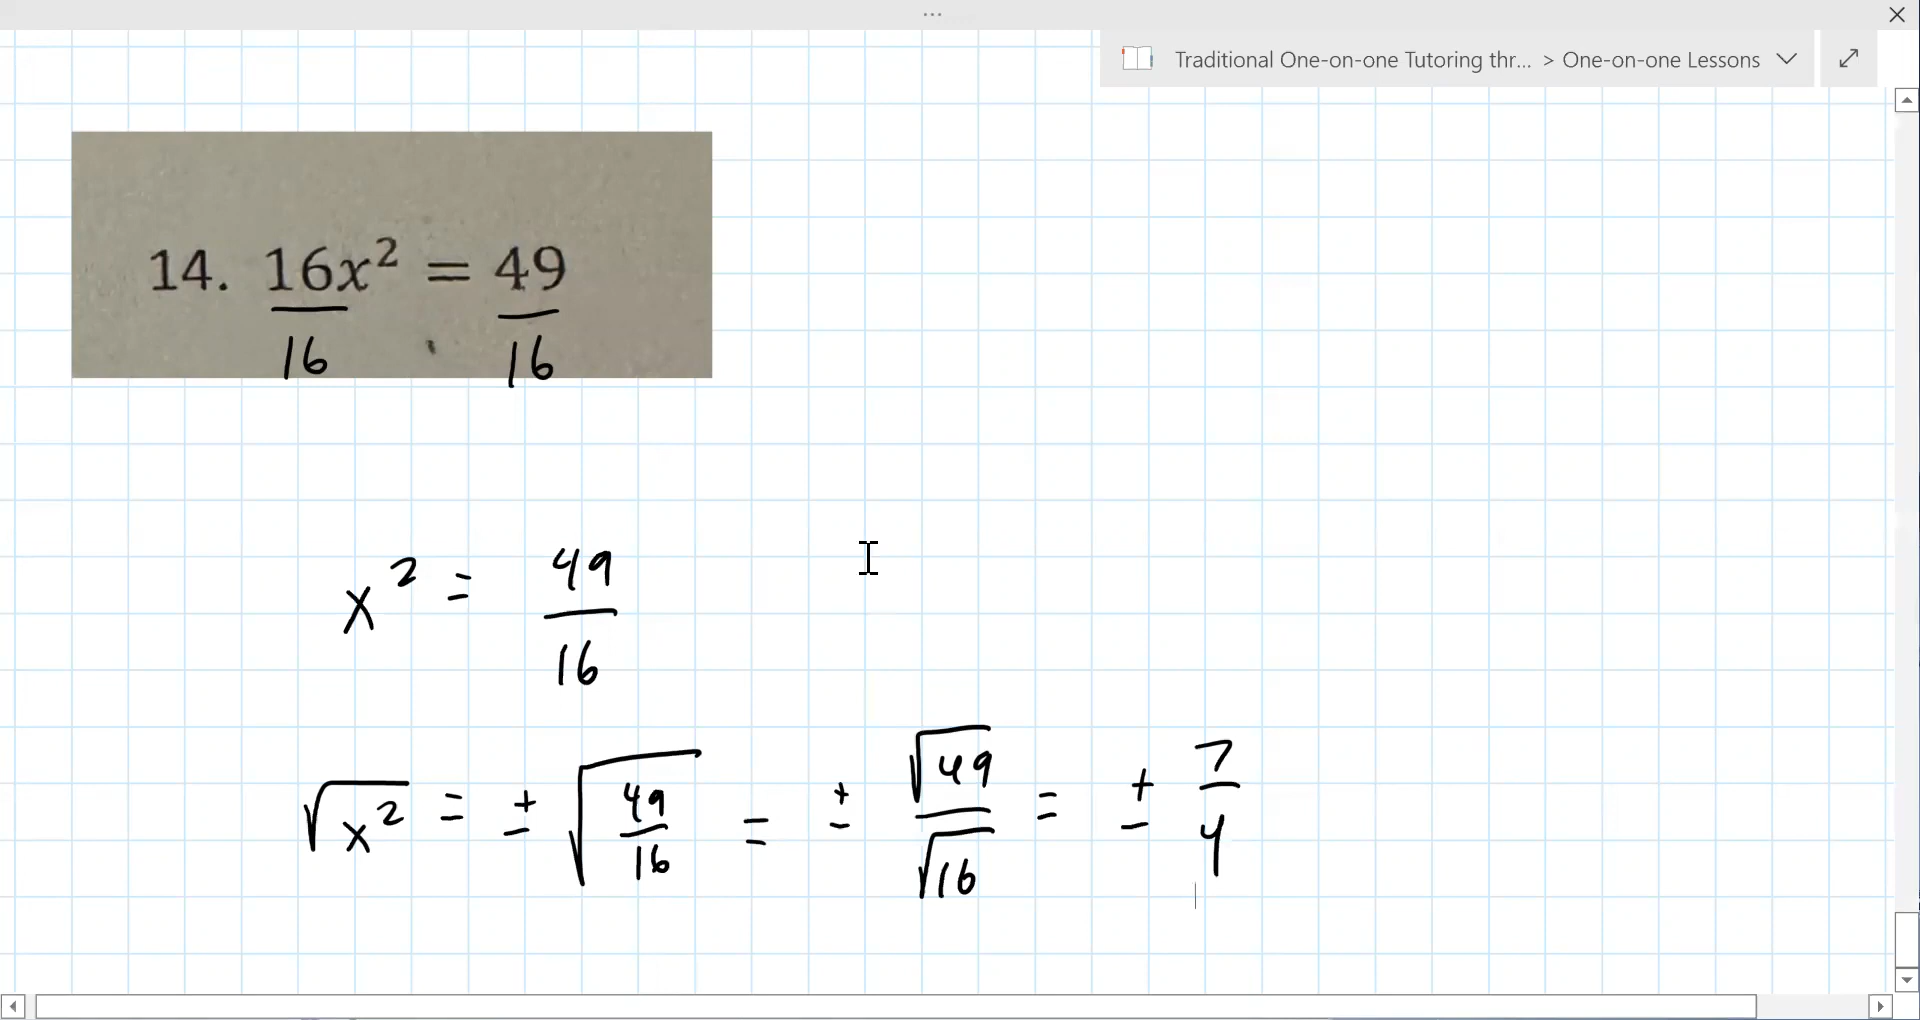 Traditional One-on-one Tutoring thr... > One-on-one Lessons
14. 16x² = 49
16 16
x² = 49/16
√x² = ± √49/16 = ± √49/√16 = ± 7/4